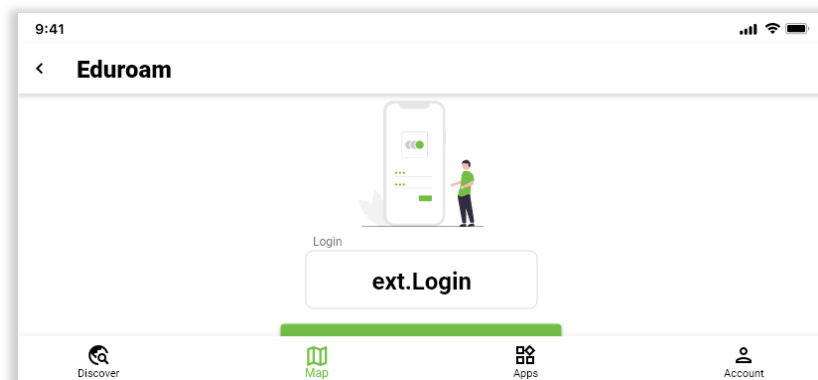 9:41
Eduroam
Login
ext.Login
Discover
Map
Apps
Account